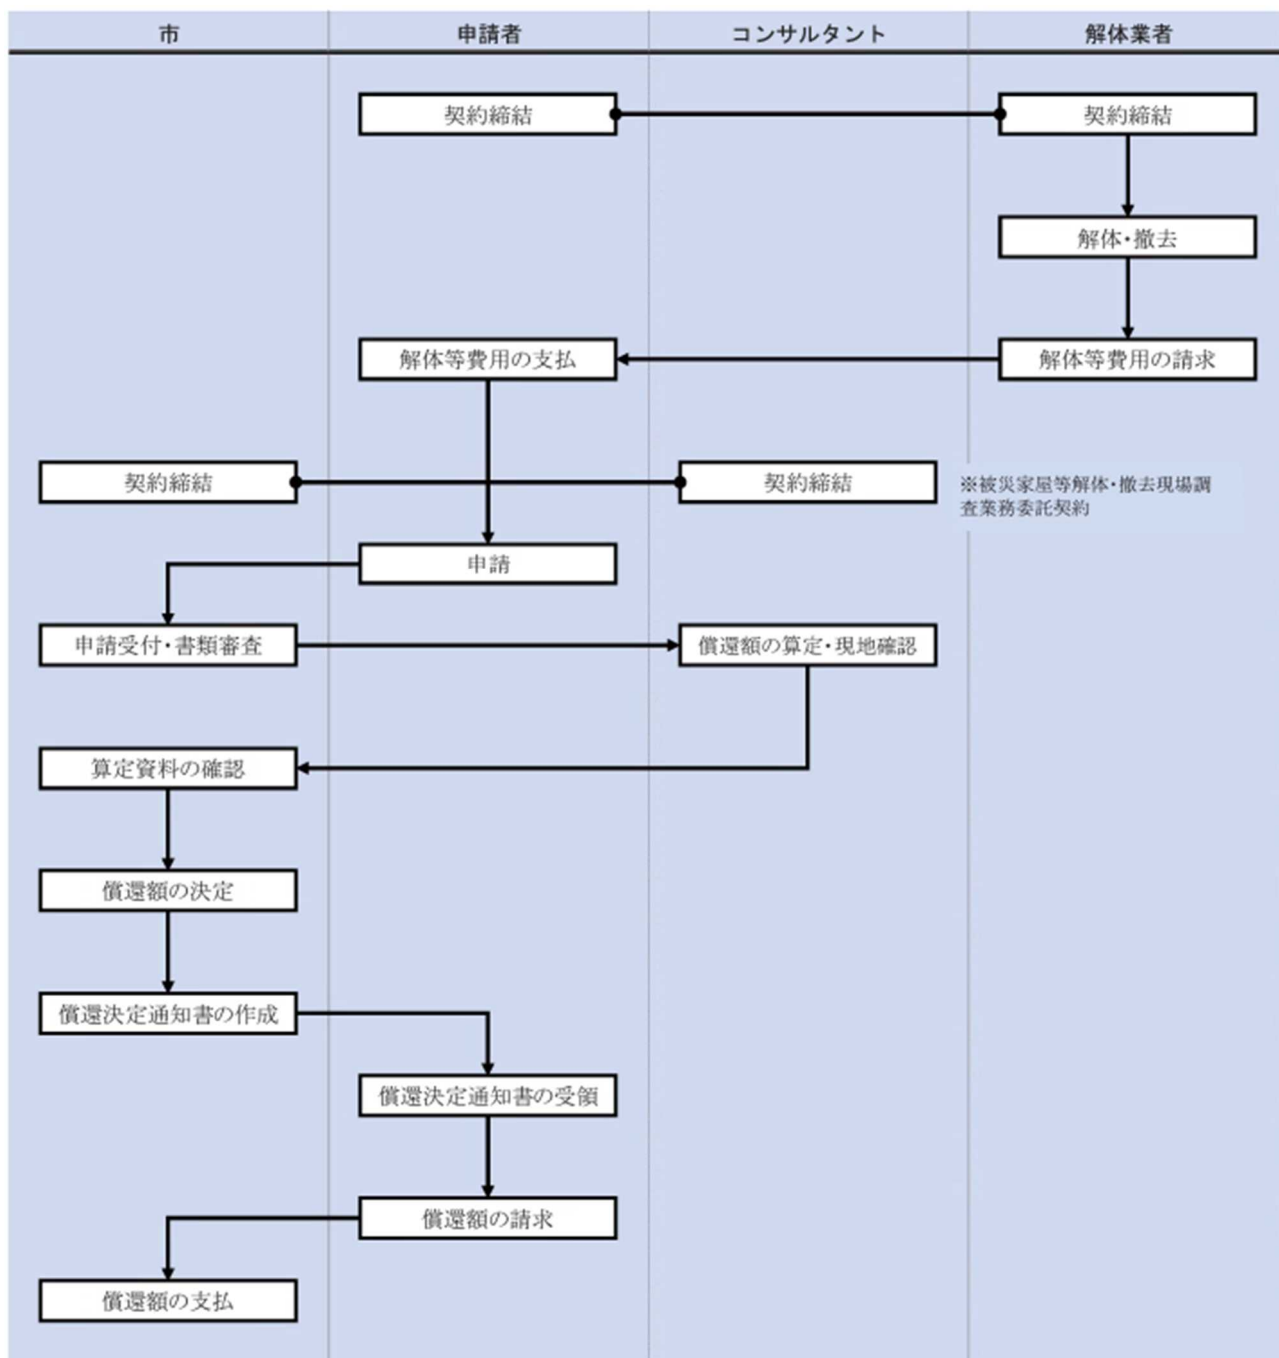 市
申請者
コンサルタント
解体業者
契約締結
契約締結
解体・撤去
解体等費用の支払
解体等費用の請求
契約締結
契約締結
※被災家屋等解体・撤去現場調
査業務委託契約
申請
申請受付・書類審査
償還額の算定・現地確認
算定資料の確認
償還額の決定
償還決定通知書の作成
償還決定通知書の受領
償還額の請求
償還額の支払